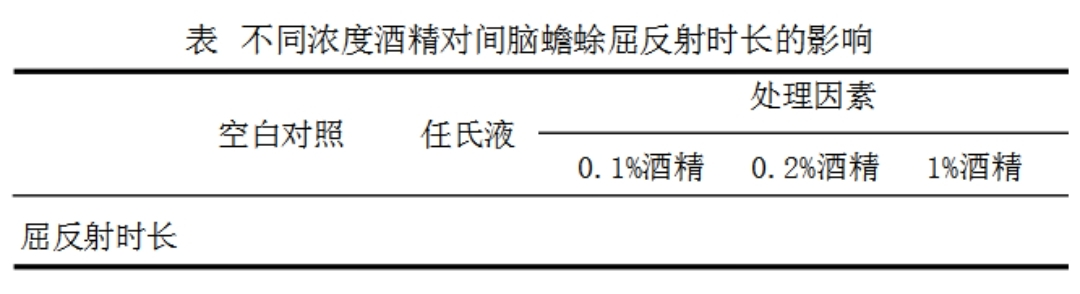 表 不同浓度酒精对间脑蟾蜍屈反射时长的影响
处理因素
空白对照 任氏液
0.1%酒精 0.2%酒精 1%酒精
屈反射时长